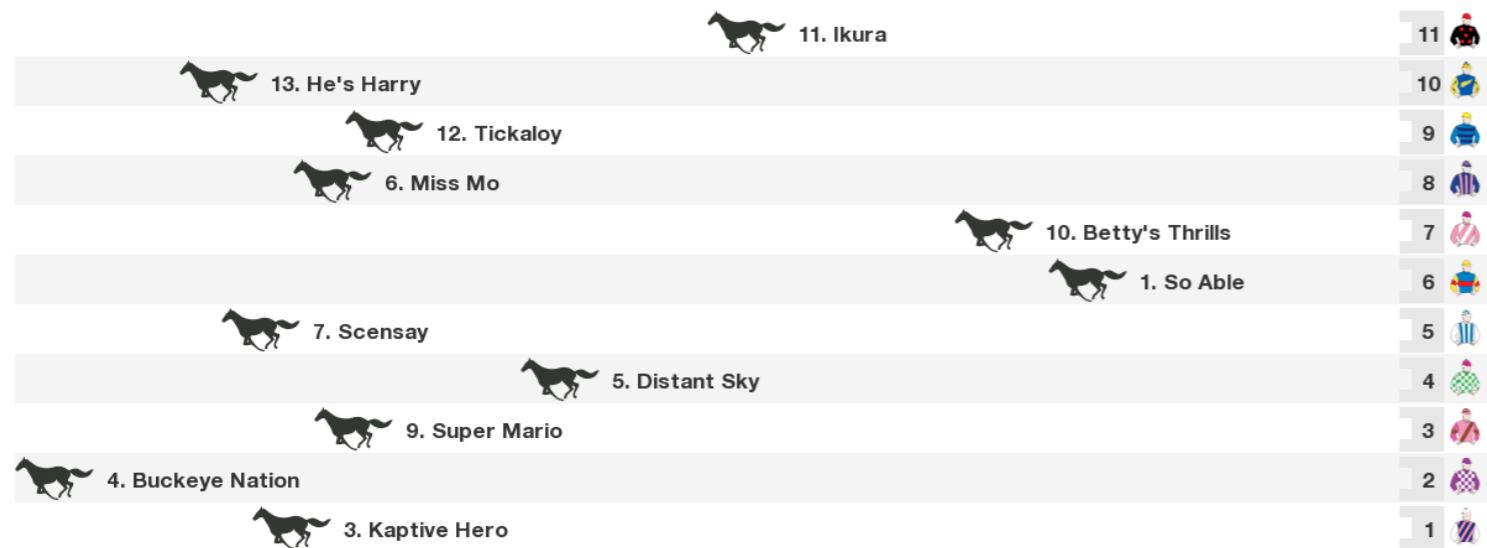 11. Ikura 11
13. He's Harry 10
12. Tickaloy 9
6. Miss Mo 8
10. Betty's Thrills 7
1. So Able 6
7. Scensay 5
5. Distant Sky 4
9. Super Mario 3
4. Buckeye Nation 2
3. Kaptive Hero 1